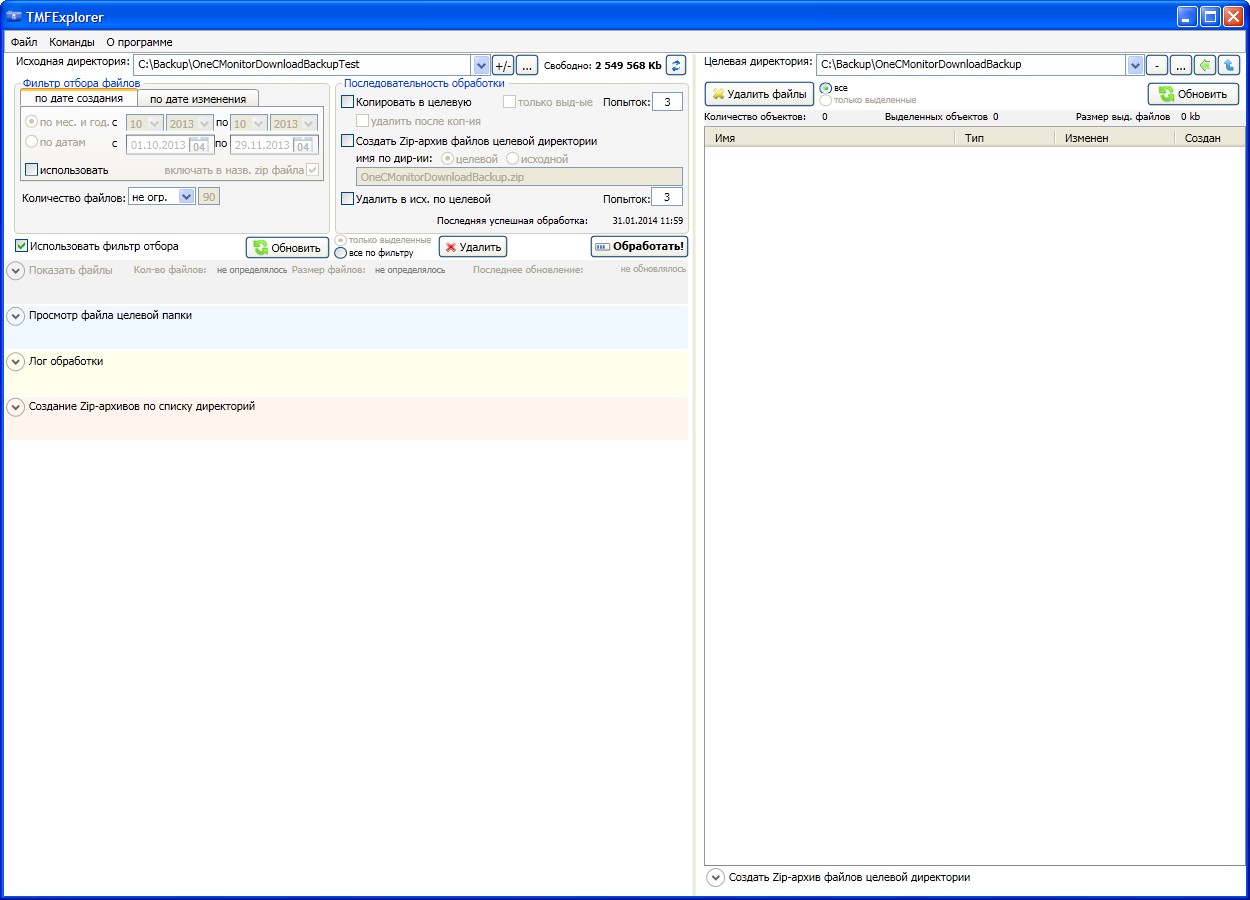 TMFExplorer
Файл Команды О программе
Исходная директория: C:\Backup\OneCMonitorDownloadBackupTest +/- ... Свободно: 2 549 568 Kb
Фильтр отбора файлов
по дате создания по дате изменения
по мес. и год. с 10 2013 по 10 2013
по датам с 01.10.2013 04 по 29.11.2013 04
использовать включать в назв. zip файла
Количество файлов: не огр. 90
Последовательность обработки
Копировать в целевую только выд-ые Попыток: 3
удалить после коп-ия
Создать Zip-архив файлов целевой директории
имя по дир-ии: целевой исходной
OneCMonitorDownloadBackup.zip
Удалить в исх. по целевой Попыток: 3
Последняя успешная обработка: 31.01.2014 11:59
Использовать фильтр отбора Обновить
только выделенные
все по фильтру
Удалить Обработать!
Показать файлы Кол-во файлов: не определялось Размер файлов: не определялось Последнее обновление: не обновлялось
Просмотр файла целевой папки
Лог обработки
Создание Zip-архивов по списку директорий
Целевая директория: C:\Backup\OneCMonitorDownloadBackup - ...
Удалить файлы
все
только выделенные
Обновить
Количество объектов: 0 Выделенных объектов 0 Размер выд. файлов 0 kb
Имя Тип Изменен Создан
Создать Zip-архив файлов целевой директории